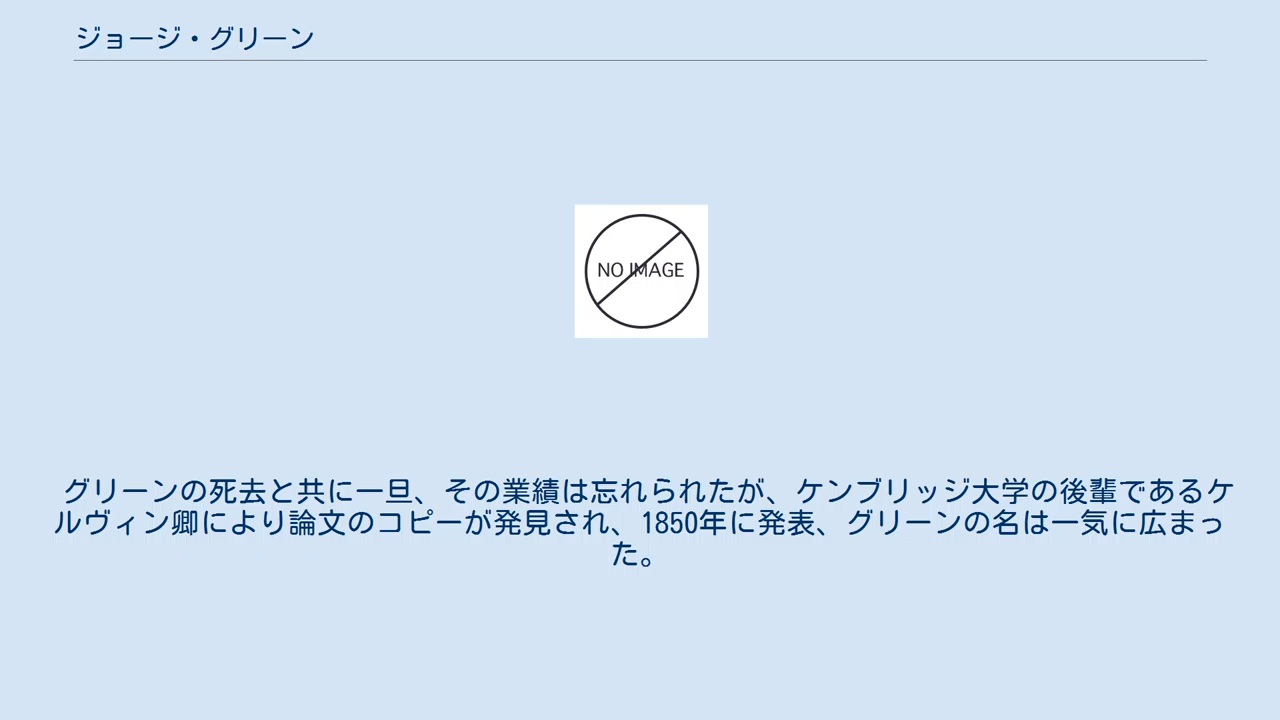 ジョージ・グリーン
NO IMAGE
グリーンの死去と共に一旦、その業績は忘れられたが、ケンブリッジ大学の後輩であるケ
ルヴィン卿により論文のコピーが発見され、1850年に発表、グリーンの名は一気に広まっ
た。